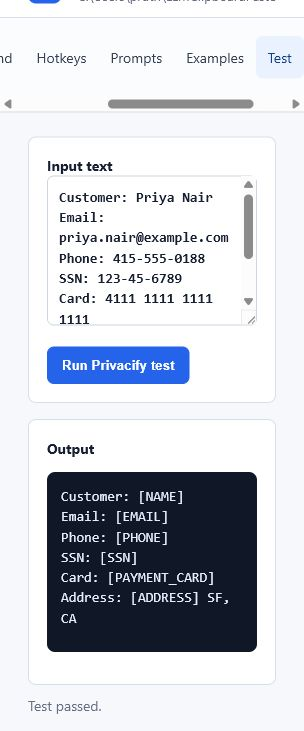 Hotkeys Prompts Examples Test
Input text
Customer: Priya Nair
Email:
priya.nair@example.com
Phone: 415-555-0188
SSN: 123-45-6789
Card: 4111 1111 1111
1111
Run Privacify test
Output
Customer: [NAME]
Email: [EMAIL]
Phone: [PHONE]
SSN: [SSN]
Card: [PAYMENT_CARD]
Address: [ADDRESS] SF,
CA
Test passed.